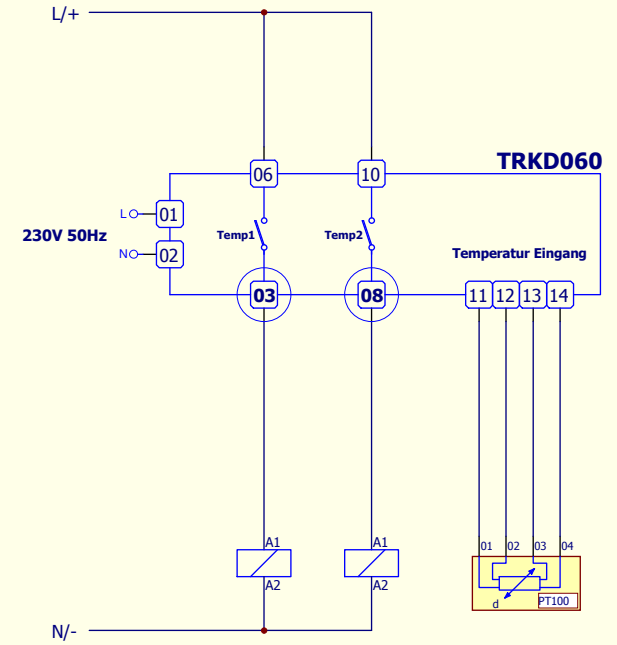 L/+
TRKD060
06
10
L
01
230V 50Hz
Temp1
Temp2
N
02
Temperatur Eingang
03
08
11
12
13
14
A1
A1
01
02
03
04
A2
A2
d
PT100
N/-